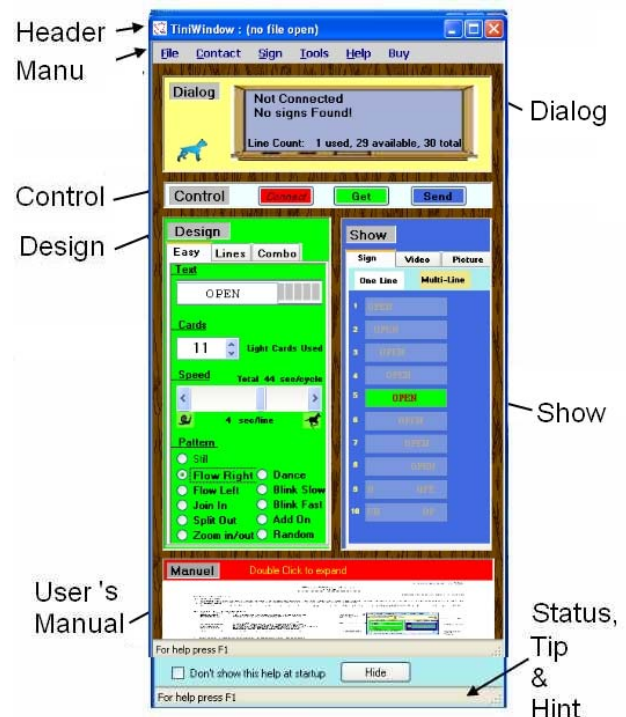 Header
Manu
TiniWindow : (no file open)
File Contact Sign Tools Help Buy
Dialog
Not Connected
No signs Found!
Line Count: 1 used, 29 available, 30 total
Dialog
Control
Control Connect Get Send
Design
Design
Easy Lines Combo
Text
OPEN
Cards
11 Light Cards Used
Speed Total 44 sec/cycle
4 sec/line
Pattern
Still
Flow Right Dance
Flow Left Blink Slow
Join In Blink Fast
Split Out Add On
Zoom in/out Random
Show
Sign Video Picture
One Line Multi-Line
1 OPEN
2 OPEN
3 OPEN
4 OPEN
5 OPEN
6 OPEN
7 OPEN
8 OPEN
9 N OPE
10 EN OP
Show
User 's
Manual
Manuel Double Click to expand
For help press F1
Don't show this help at startup Hide
For help press F1
Status,
Tip
&
Hint